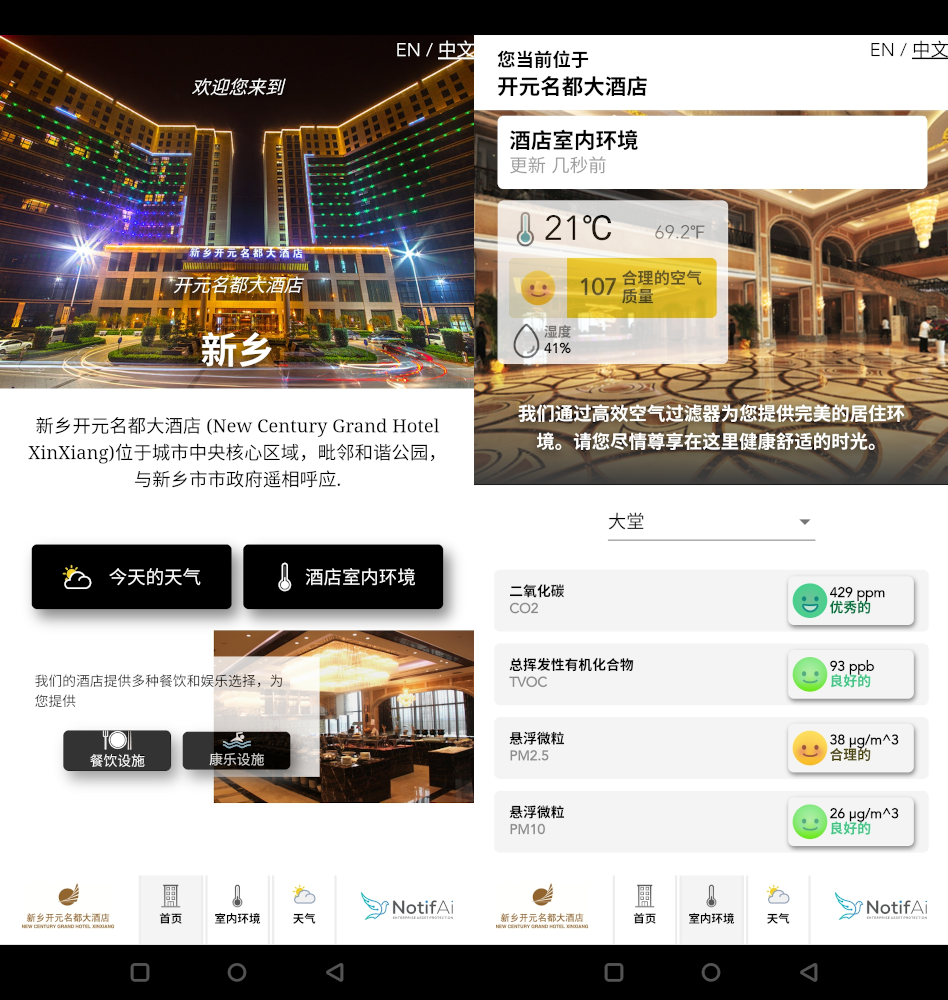 EN / 中文
欢迎您来到
新乡开元名都大酒店
开元名都大酒店
新乡
新乡开元名都大酒店 (New Century Grand Hotel
XinXiang)位于城市中央核心区域，毗邻和谐公园，
与新乡市市政府遥相呼应.
今天的天气
酒店室内环境
我们的酒店提供多种餐饮和娱乐选择，为
您提供
餐饮设施
康乐设施
新乡开元名都大酒店
NEW CENTURY GRAND HOTEL XINXIANG
首页
室内环境
天气
NotifAi
ENTERPRISE ASSET PROTECTION
EN / 中文
您当前位于
开元名都大酒店
酒店室内环境
更新 几秒前
21℃
69.2°F
107 合理的空气
质量
湿度
41%
我们通过高效空气过滤器为您提供完美的居住环
境。请您尽情尊享在这里健康舒适的时光。
大堂
二氧化碳
CO2
429 ppm
优秀的
总挥发性有机化合物
TVOC
93 ppb
良好的
悬浮微粒
PM2.5
38 µg/m^3
合理的
悬浮微粒
PM10
26 µg/m^3
良好的
新乡开元名都大酒店
NEW CENTURY GRAND HOTEL XINXIANG
首页
室内环境
天气
NotifAi
ENTERPRISE ASSET PROTECTION